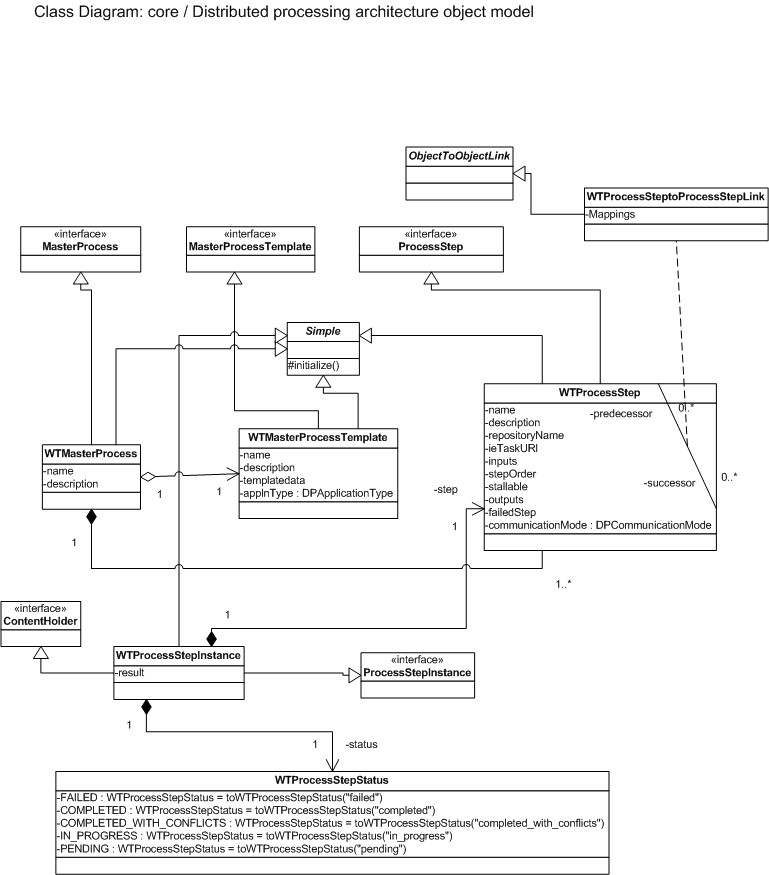 Class Diagram: core / Distributed processing architecture object model
ObjectToObjectLink
WTProcessSteptoProcessStepLink
-Mappings
«interface»
MasterProcess
«interface»
MasterProcessTemplate
«interface»
ProcessStep
Simple
#initialize()
WTProcessStep
-name
-description
-repositoryName
-ieTaskURI
-inputs
-stepOrder
-stallable
-outputs
-failedStep
-communicationMode : DPCommunicationMode
-predecessor
0..*
-successor
0..*
WTMasterProcess
-name
-description
1
1
WTMasterProcessTemplate
-name
-description
-templatedata
-applnType : DPApplicationType
-step
1
1
1..*
«interface»
ContentHolder
1
WTProcessStepInstance
-result
«interface»
ProcessStepInstance
1
1
-status
WTProcessStepStatus
-FAILED : WTProcessStepStatus = toWTProcessStepStatus("failed")
-COMPLETED : WTProcessStepStatus = toWTProcessStepStatus("completed")
-COMPLETED_WITH_CONFLICTS : WTProcessStepStatus = toWTProcessStepStatus("completed_with_conflicts")
-IN_PROGRESS : WTProcessStepStatus = toWTProcessStepStatus("in_progress")
-PENDING : WTProcessStepStatus = toWTProcessStepStatus("pending")